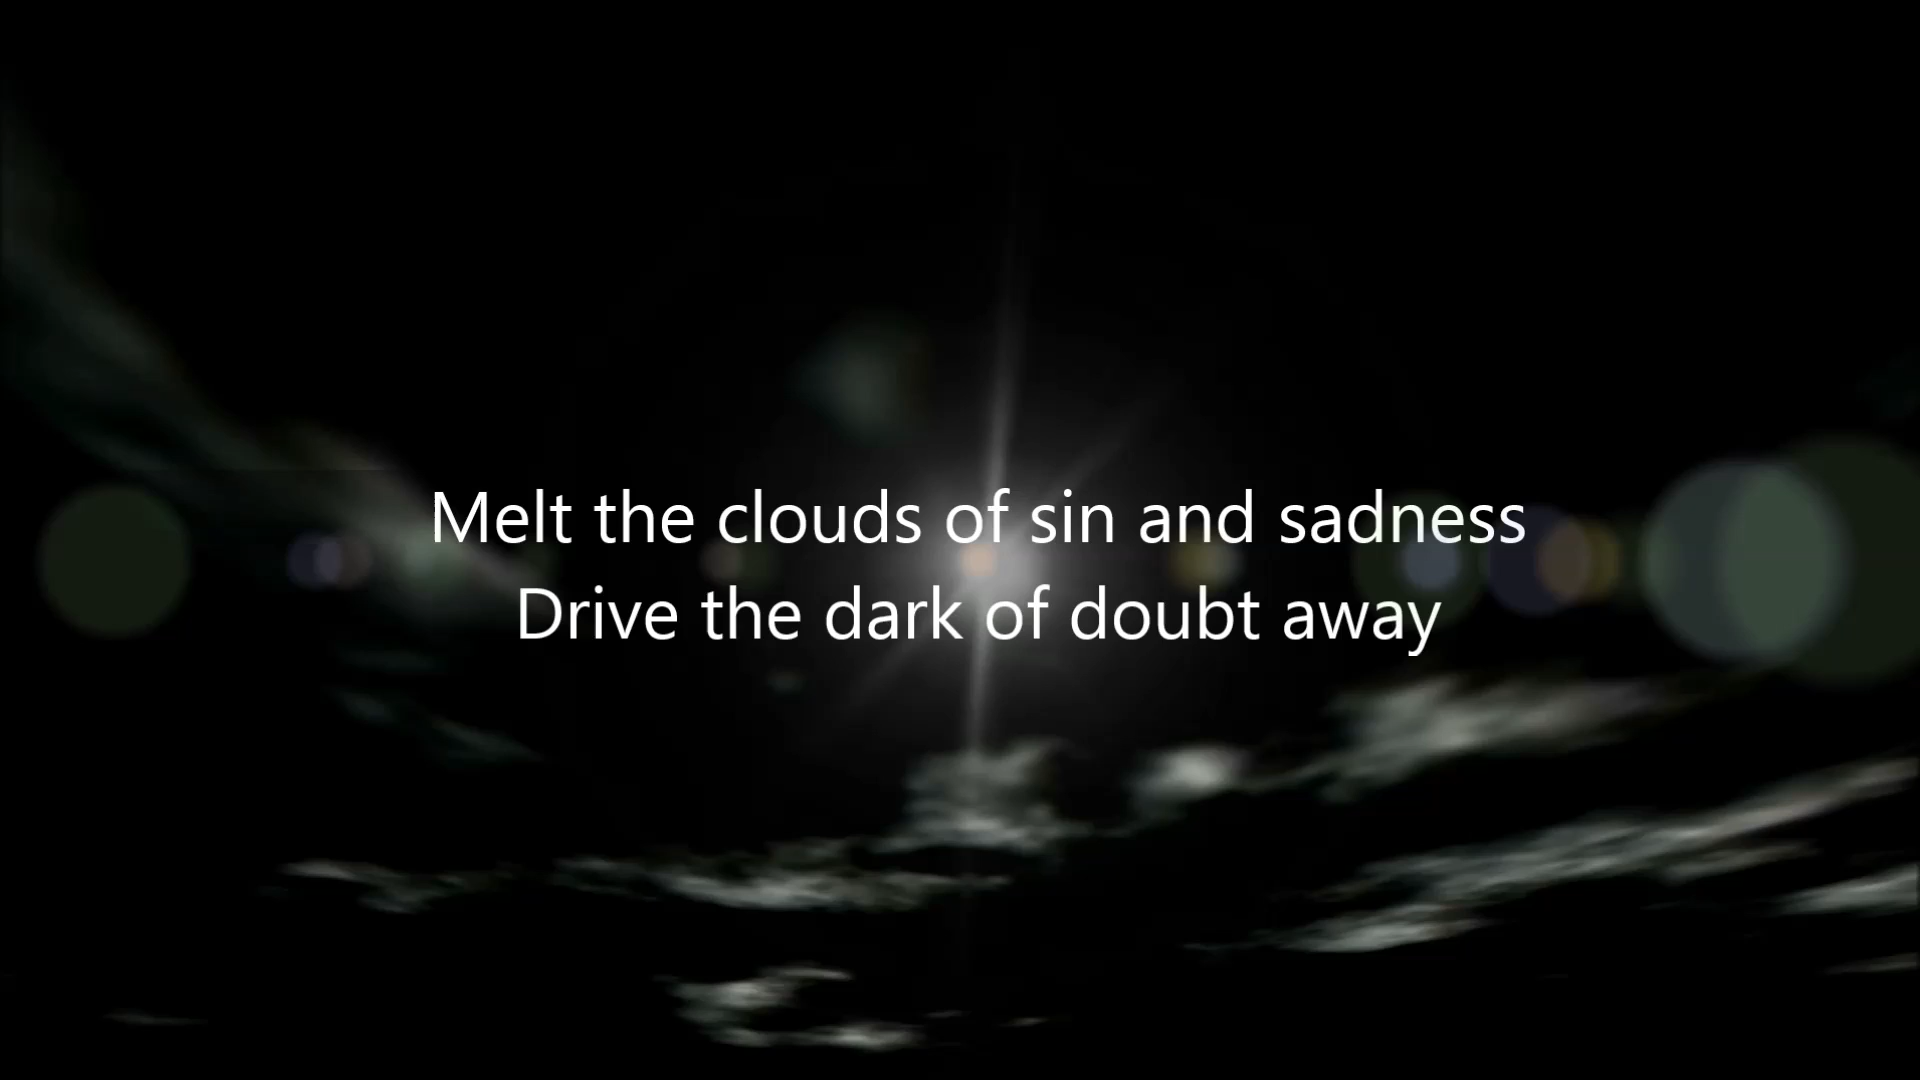 Melt the clouds of sin and sadness
Drive the dark of doubt away